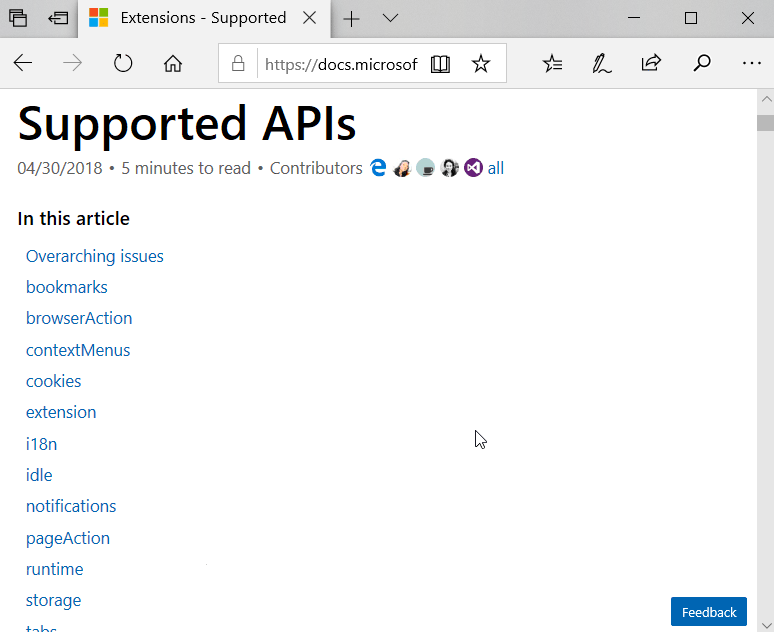 Extensions - Supported
https://docs.microsof
Supported APIs
04/30/2018 • 5 minutes to read • Contributors all
In this article
Overarching issues
bookmarks
browserAction
contextMenus
cookies
extension
i18n
idle
notifications
pageAction
runtime
storage
tabs
Feedback